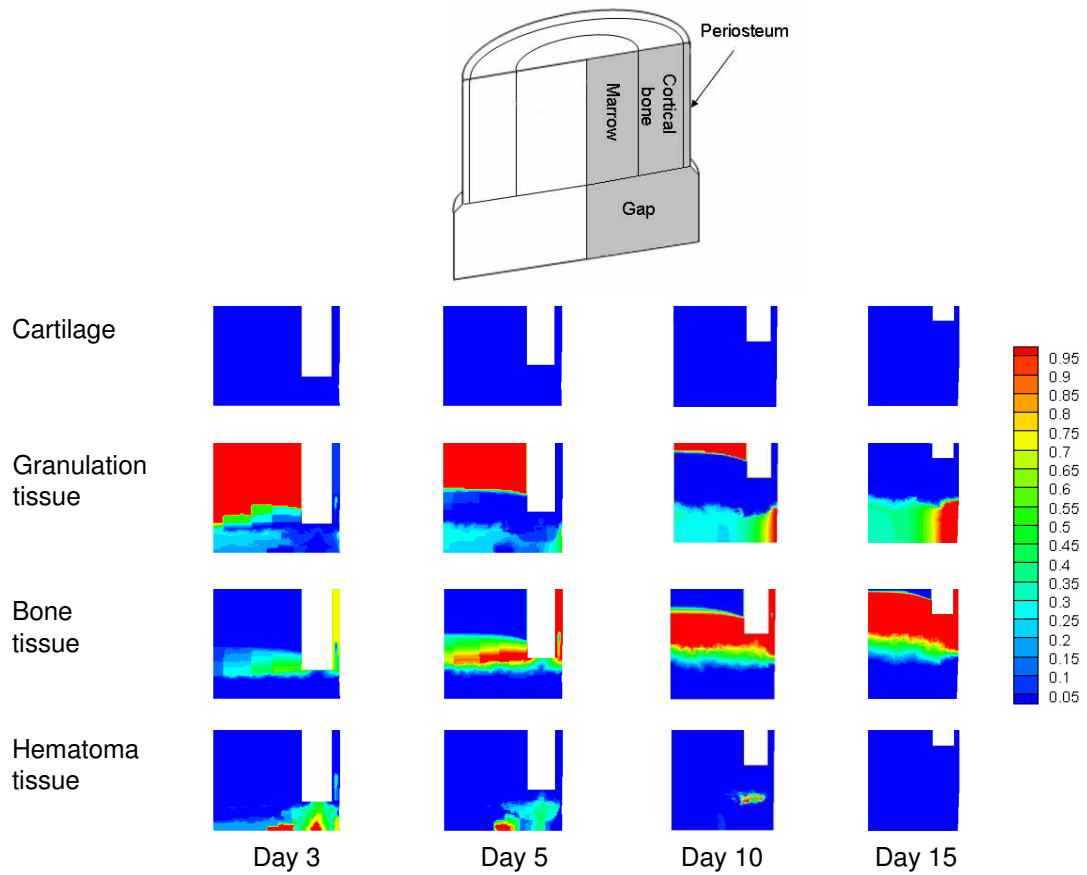 Periosteum
Marrow
Cortical
bone
Gap
Cartilage
Granulation
tissue
Bone
tissue
Hematoma
tissue
0.95
0.9
0.85
0.8
0.75
0.7
0.65
0.6
0.55
0.5
0.45
0.4
0.35
0.3
0.25
0.2
0.15
0.1
0.05
Day 3
Day 5
Day 10
Day 15